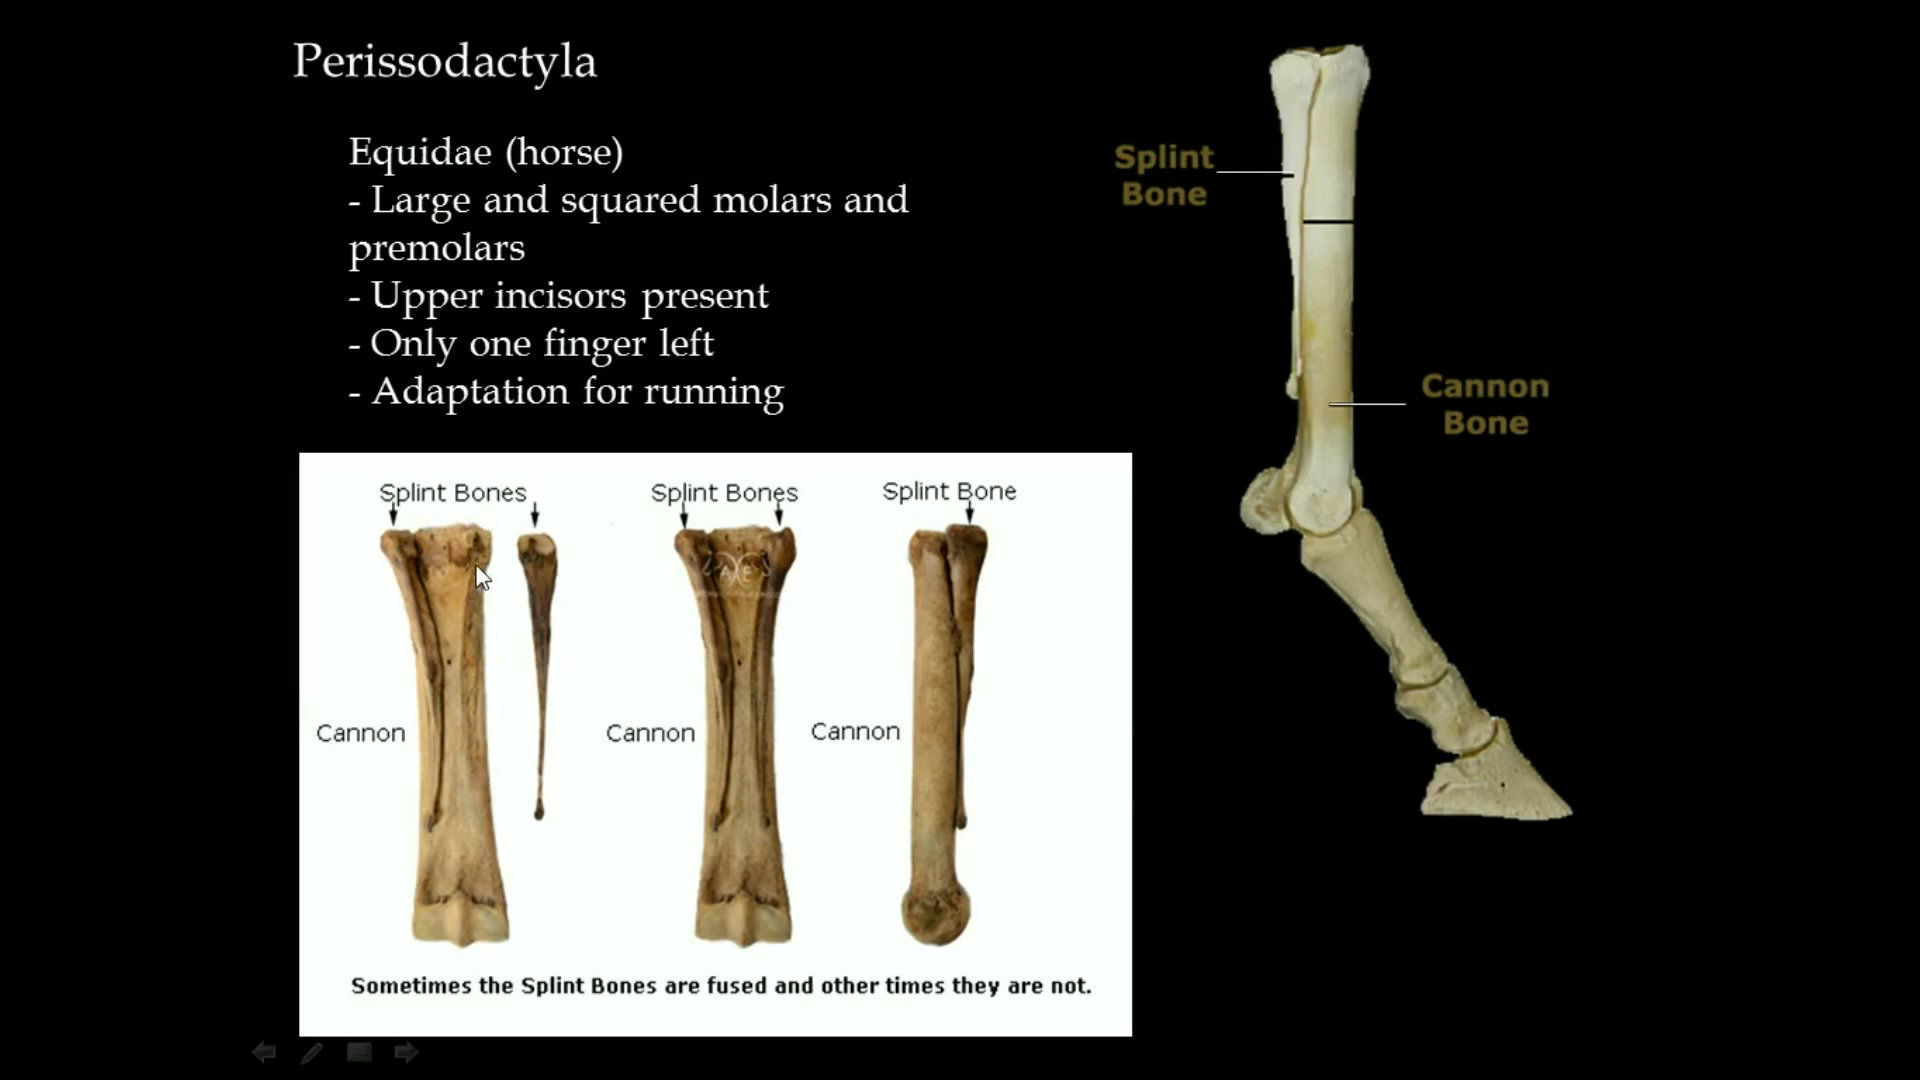 Perissodactyla
Equidae (horse)
- Large and squared molars and
premolars
- Upper incisors present
- Only one finger left
- Adaptation for running
Splint
Bone
Cannon
Bone
Splint Bones
Splint Bones
Splint Bone
Cannon
Cannon
Cannon
Sometimes the Splint Bones are fused and other times they are not.